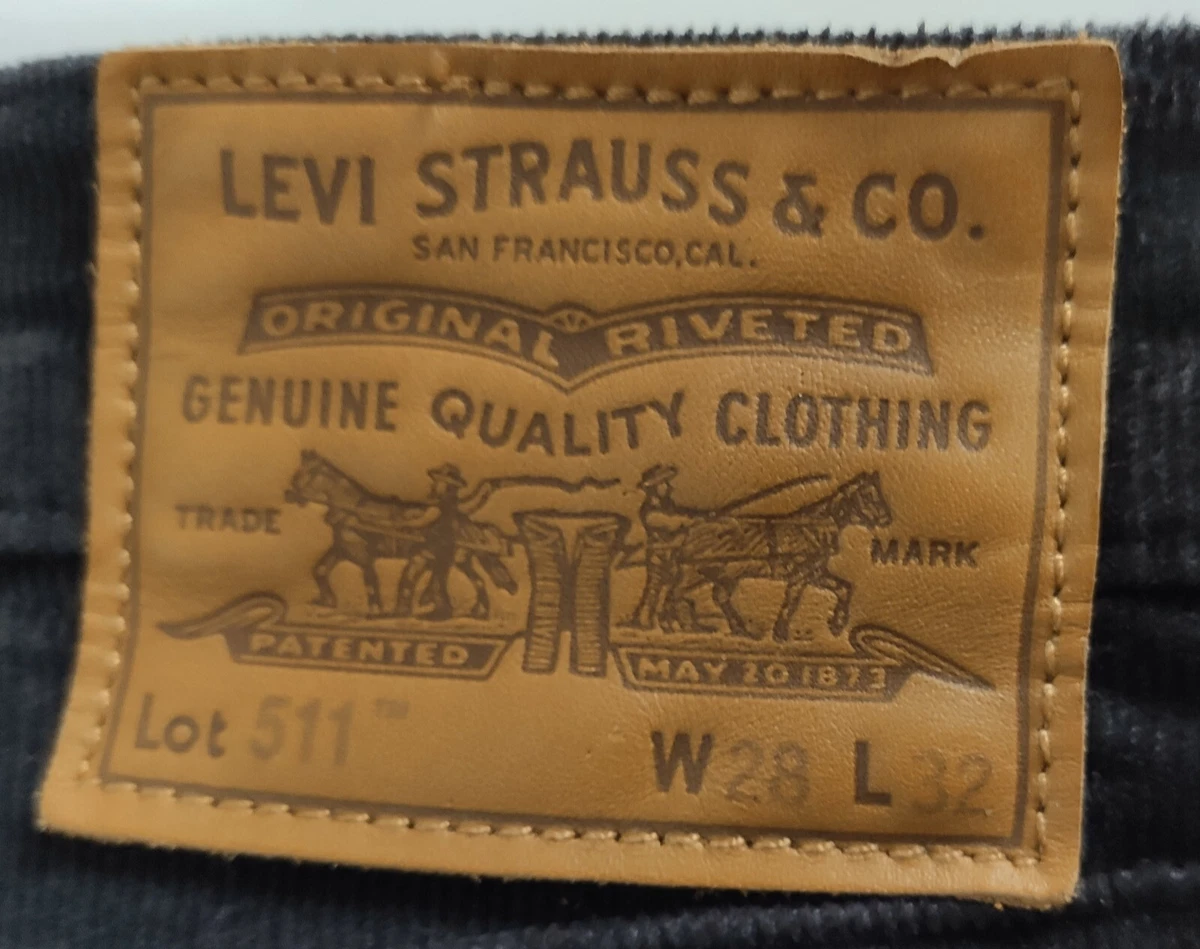 LEVI STRAUSS & CO.
SAN FRANCISCO, CAL.
ORIGINAL RIVETED
GENUINE QUALITY CLOTHING
TRADE MARK
PATENTED MAY 20 1873
Lot 511™ W 28 L 32